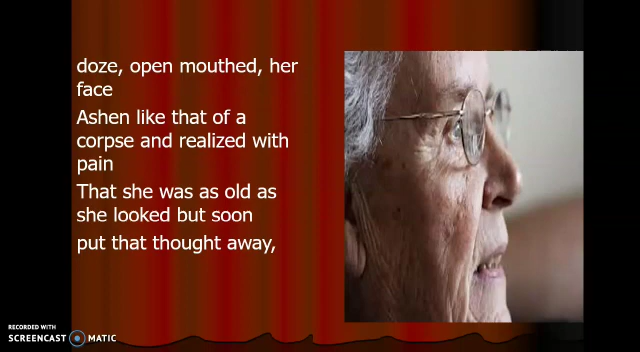 doze, open mouthed, her
face
Ashen like that of a
corpse and realized with
pain
That she was as old as
she looked but soon
put that thought away,
RECORDED WITH
SCREENCAST MATIC